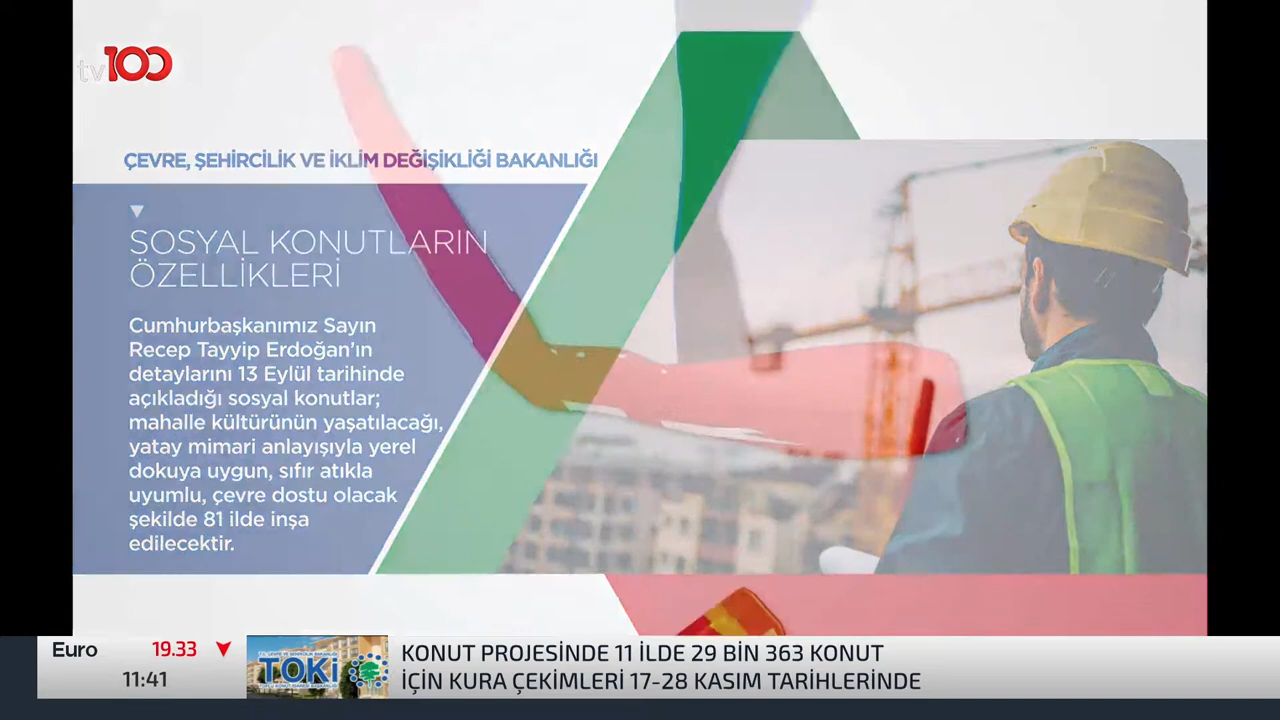 tv100
ÇEVRE, ŞEHİRCİLİK VE İKLİM DEĞİŞİKLİĞİ BAKANLIĞI
SOSYAL KONUTLARIN
ÖZELLİKLERİ
Cumhurbaşkanımız Sayın
Recep Tayyip Erdoğan'ın
detaylarını 13 Eylül tarihinde
açıkladığı sosyal konutlar;
mahalle kültürünün yaşatılacağı,
yatay mimari anlayışıyla yerel
dokuya uygun, sıfır atıkla
uyumlu, çevre dostu olacak
şekilde 81 ilde inşa
edilecektir.
Euro 19.33
11:41
TOKİ
KONUT PROJESİNDE 11 İLDE 29 BİN 363 KONUT
İÇİN KURA ÇEKİMLERİ 17-28 KASIM TARİHLERİNDE